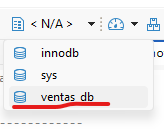 < N/A >
innodb
sys
ventas_db